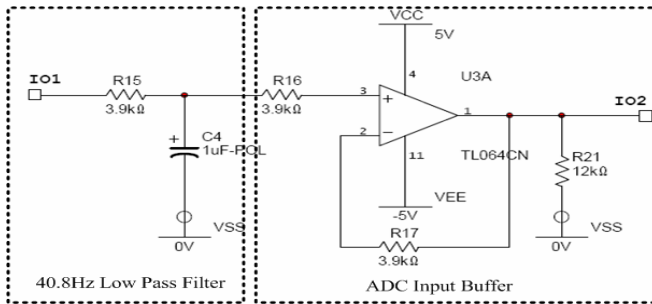 VCC
5V
IO1
R15
3.9kΩ
R16
3.9kΩ
4
U3A
3
+
1
IO2
+
C4
1uF-POL
2
−
11
TL064CN
R21
12kΩ
VEE
-5V
VSS
0V
VSS
0V
R17
3.9kΩ
40.8Hz Low Pass Filter
ADC Input Buffer